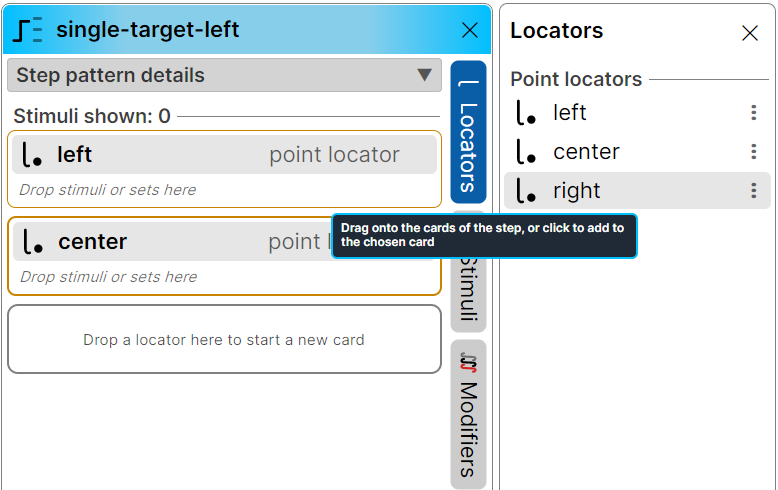 single-target-left
Step pattern details
Stimuli shown: 0
left point locator
Drop stimuli or sets here
center point
Drop stimuli or sets here
Drop a locator here to start a new card
Locators
Stimuli
Modifiers
Locators
Point locators
left
center
right
Drag onto the cards of the step, or click to add to
the chosen card